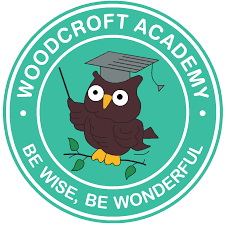 · WOODCROFT ACADEMY ·
BE WISE, BE WONDERFUL